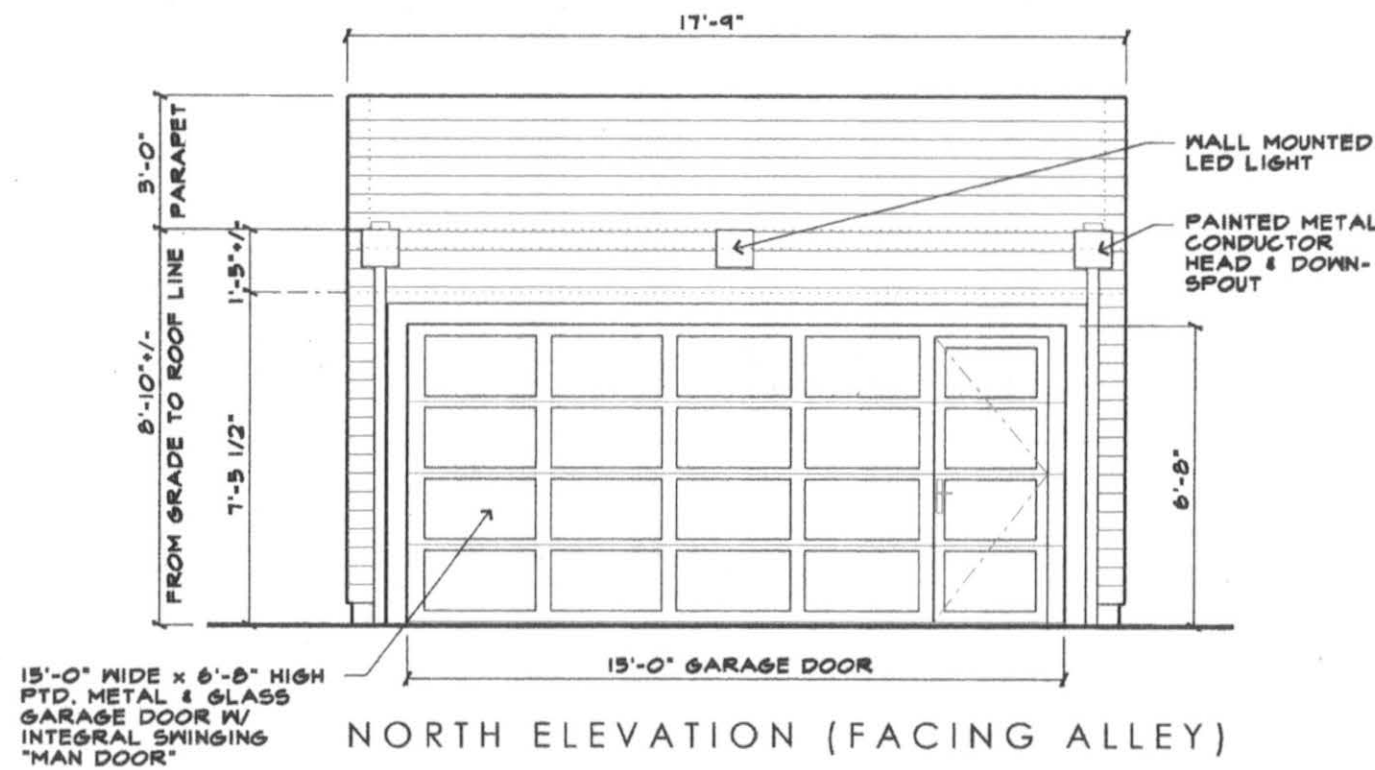 17'-9"
3'-0"
PARAPET
WALL MOUNTED
LED LIGHT
PAINTED METAL
CONDUCTOR
HEAD & DOWN-
SPOUT
1'-5"+/-
8'-10"+/-
FROM GRADE TO ROOF LINE
7'-5 1/2"
6'-8"
15'-0" GARAGE DOOR
15'-0" WIDE x 6'-8" HIGH
PTD. METAL & GLASS
GARAGE DOOR W/
INTEGRAL SWINGING
"MAN DOOR"
NORTH ELEVATION (FACING ALLEY)